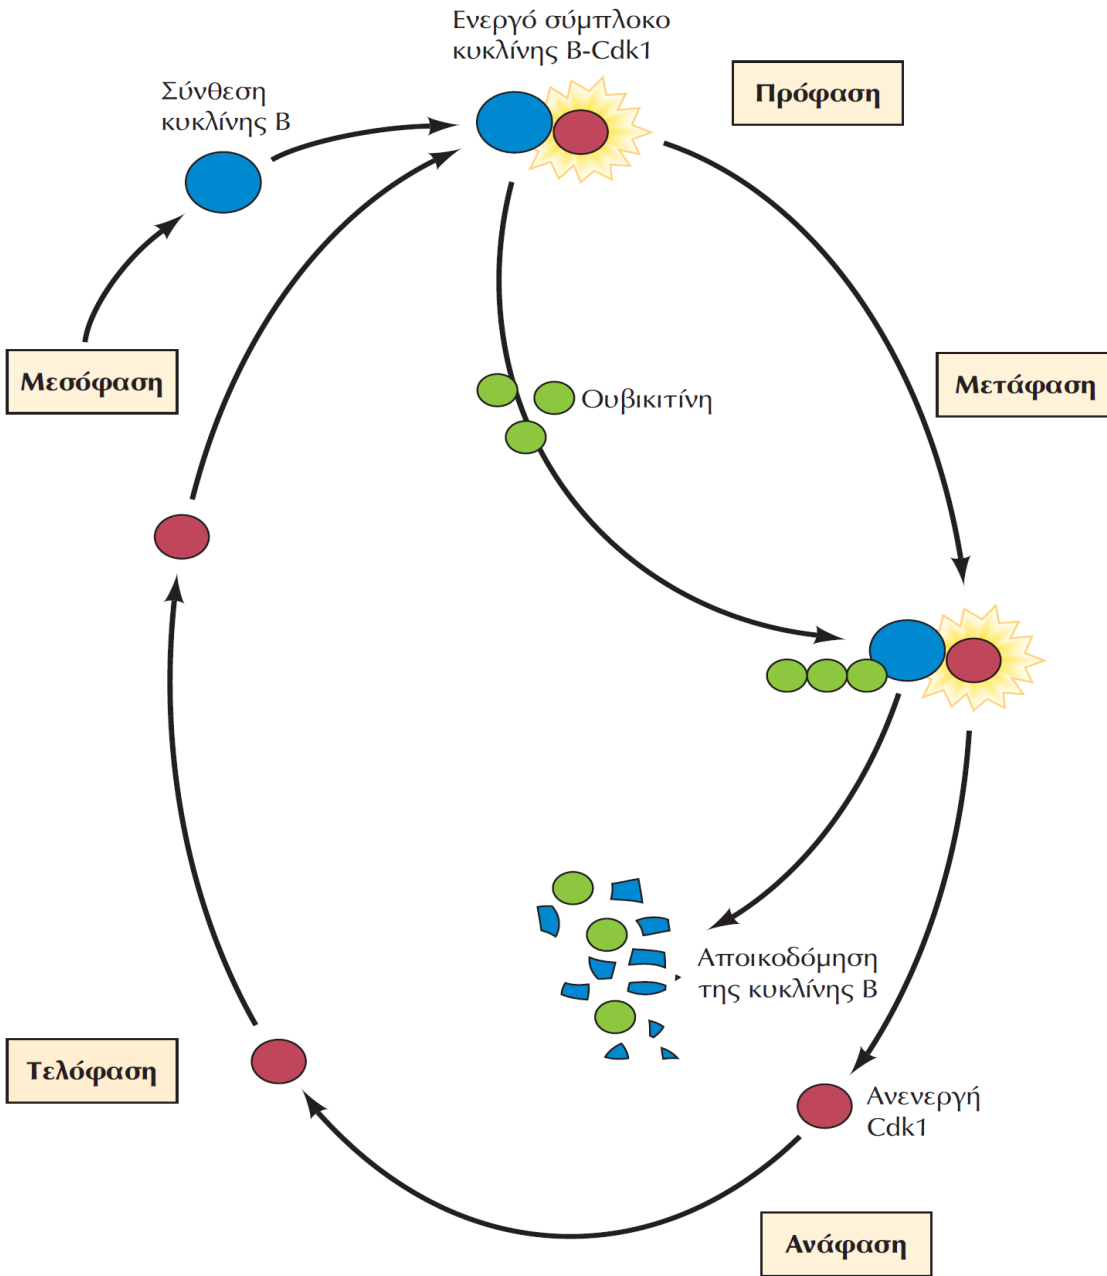 Ενεργό σύμπλοκο
κυκλίνης Β-Cdk1
Πρόφαση
Σύνθεση
κυκλίνης Β
Μεσόφαση
Μετάφαση
Ουβικιτίνη
Αποικοδόμηση
της κυκλίνης Β
Τελόφαση
Ανενεργή
Cdk1
Ανάφαση